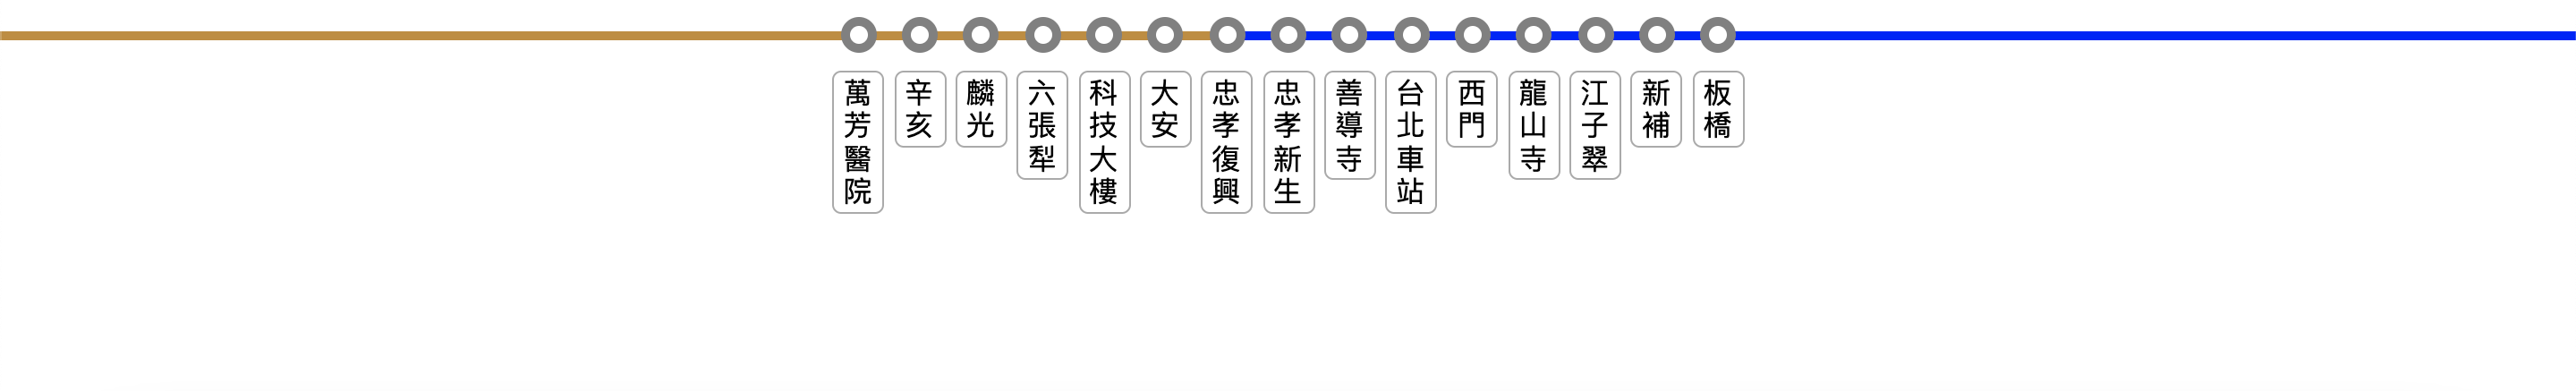 萬芳醫院
辛亥
麟光
六張犁
科技大樓
大安
忠孝復興
忠孝新生
善導寺
台北車站
西門
龍山寺
江子翠
新補
板橋